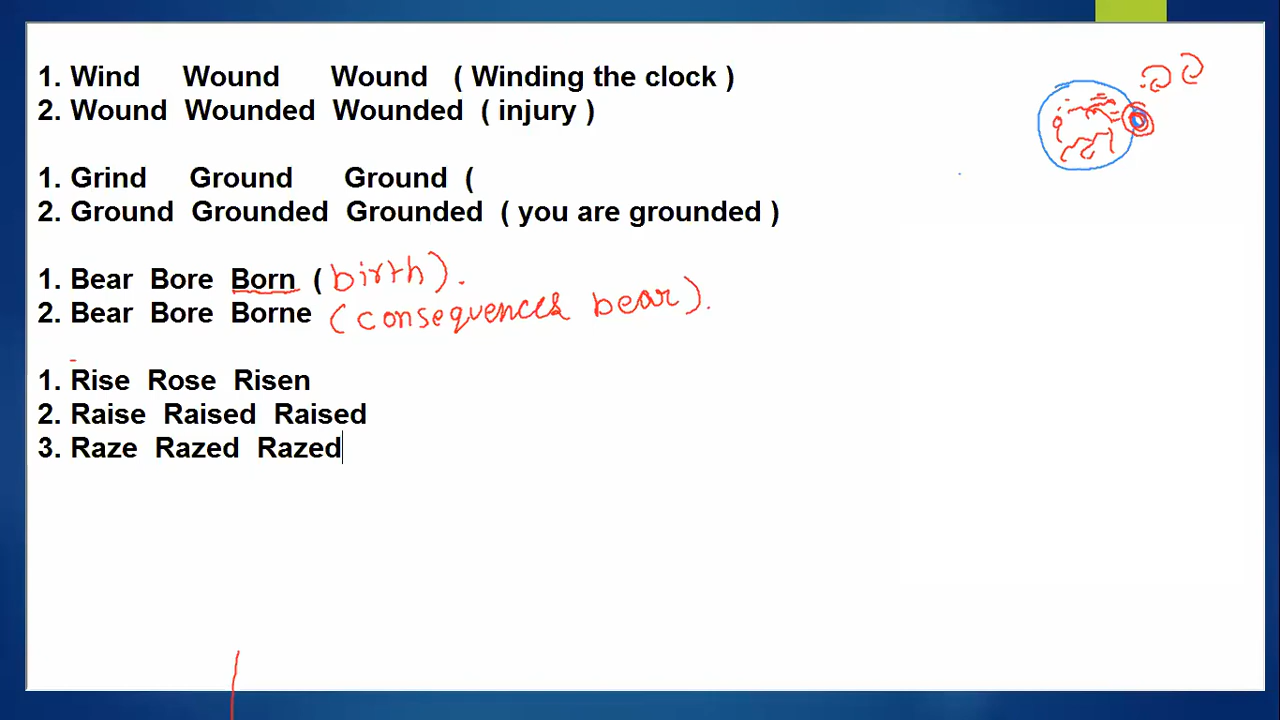 1. Wind Wound Wound ( Winding the clock )
2. Wound Wounded Wounded ( injury )
1. Grind Ground Ground (
2. Ground Grounded Grounded ( you are grounded )
1. Bear Bore Born ( birth).
2. Bear Bore Borne (consequences bear).
1. Rise Rose Risen
2. Raise Raised Raised
3. Raze Razed Razed